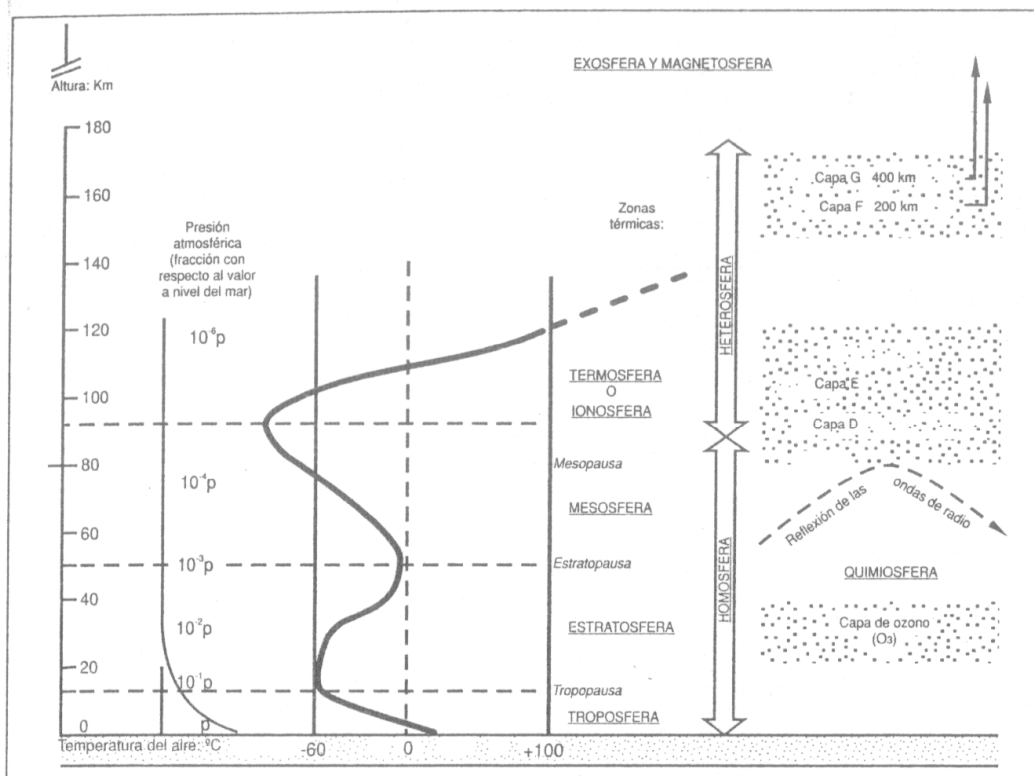 EXOSFERA Y MAGNETOSFERA
Altura: Km
180
160
140
120
100
80
60
40
20
0
Presión
atmosférica
(fracción con
respecto al valor
a nivel del mar)
10-6p
10-4p
10-3p
10-2p
10-1p
p
Zonas
térmicas:
TERMOSFERA
O
IONOSFERA
Mesopausa
MESOSFERA
Estratopausa
ESTRATOSFERA
Tropopausa
TROPOSFERA
HETEROSFERA
HOMOSFERA
Capa G 400 km
Capa F 200 km
Capa E
Capa D
Reflexión de las ondas de radio
QUIMIOSFERA
Capa de ozono
(O3)
Temperatura del aire: ºC
-60
0
+100